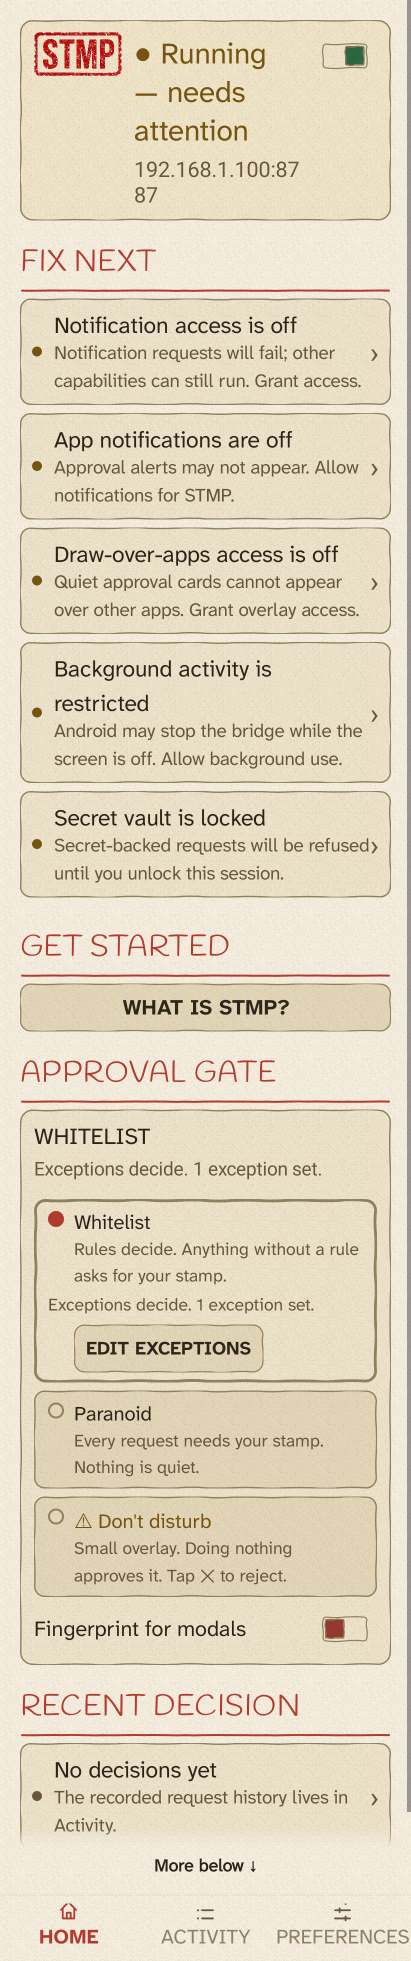 STMP
● Running
— needs
attention
192.168.1.100:87
87
FIX NEXT
Notification access is off
Notification requests will fail; other
capabilities can still run. Grant access.
App notifications are off
Approval alerts may not appear. Allow
notifications for STMP.
Draw-over-apps access is off
Quiet approval cards cannot appear
over other apps. Grant overlay access.
Background activity is
restricted
Android may stop the bridge while the
screen is off. Allow background use.
Secret vault is locked
Secret-backed requests will be refused
until you unlock this session.
GET STARTED
WHAT IS STMP?
APPROVAL GATE
WHITELIST
Exceptions decide. 1 exception set.
Whitelist
Rules decide. Anything without a rule
asks for your stamp.
Exceptions decide. 1 exception set.
EDIT EXCEPTIONS
Paranoid
Every request needs your stamp.
Nothing is quiet.
⚠ Don't disturb
Small overlay. Doing nothing
approves it. Tap ✕ to reject.
Fingerprint for modals
RECENT DECISION
No decisions yet
The recorded request history lives in
Activity.
More below ↓
HOME
ACTIVITY
PREFERENCES